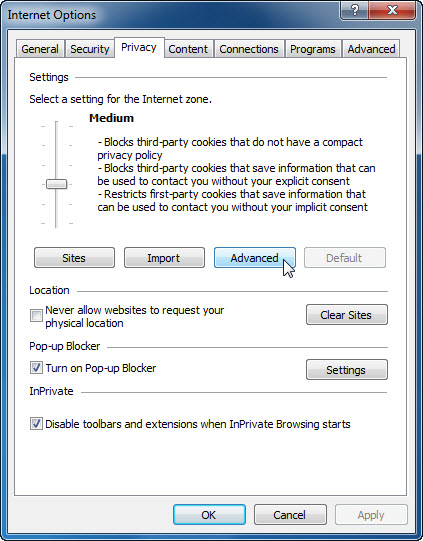 Internet Options
?
General Security Privacy Content Connections Programs Advanced
Settings
Select a setting for the Internet zone.
Medium
- Blocks third-party cookies that do not have a compact
privacy policy
- Blocks third-party cookies that save information that can
be used to contact you without your explicit consent
- Restricts first-party cookies that save information that
can be used to contact you without your implicit consent
Sites Import Advanced Default
Location
Never allow websites to request your
physical location
Clear Sites
Pop-up Blocker
Turn on Pop-up Blocker
Settings
InPrivate
Disable toolbars and extensions when InPrivate Browsing starts
OK Cancel Apply